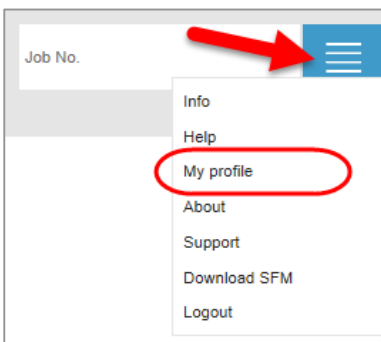 Job No.
Info
Help
My profile
About
Support
Download SFM
Logout